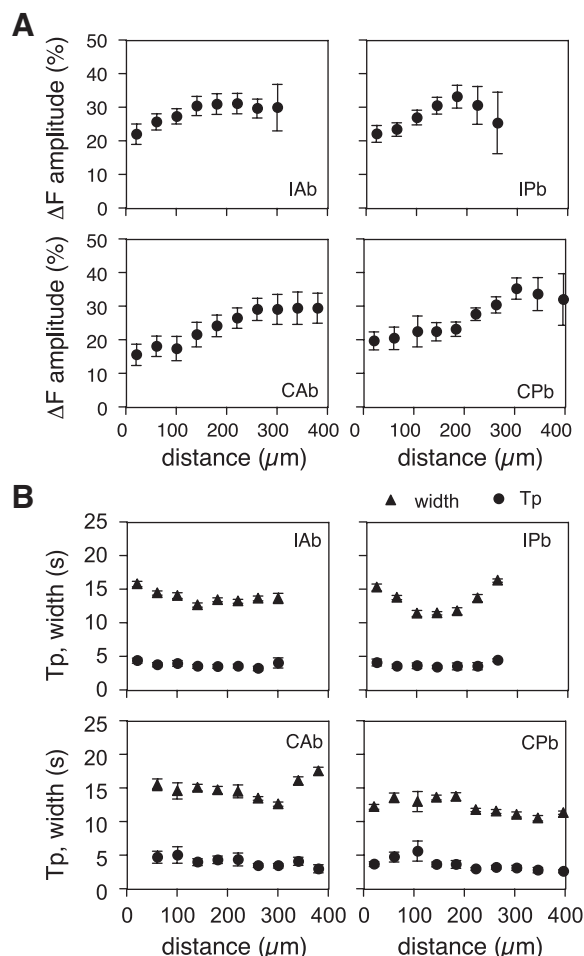 A
ΔF amplitude (%)
50
40
30
20
10
0
IAb
IPb
ΔF amplitude (%)
50
40
30
20
10
0
CAb
CPb
0 100 200 300 400
0 100 200 300 400
distance (µm)
distance (µm)
B
▲ width ● Tp
Tp, width (s)
25
20
15
10
5
0
IAb
IPb
Tp, width (s)
25
20
15
10
5
0
CAb
CPb
0 100 200 300 400
0 100 200 300 400
distance (µm)
distance (µm)